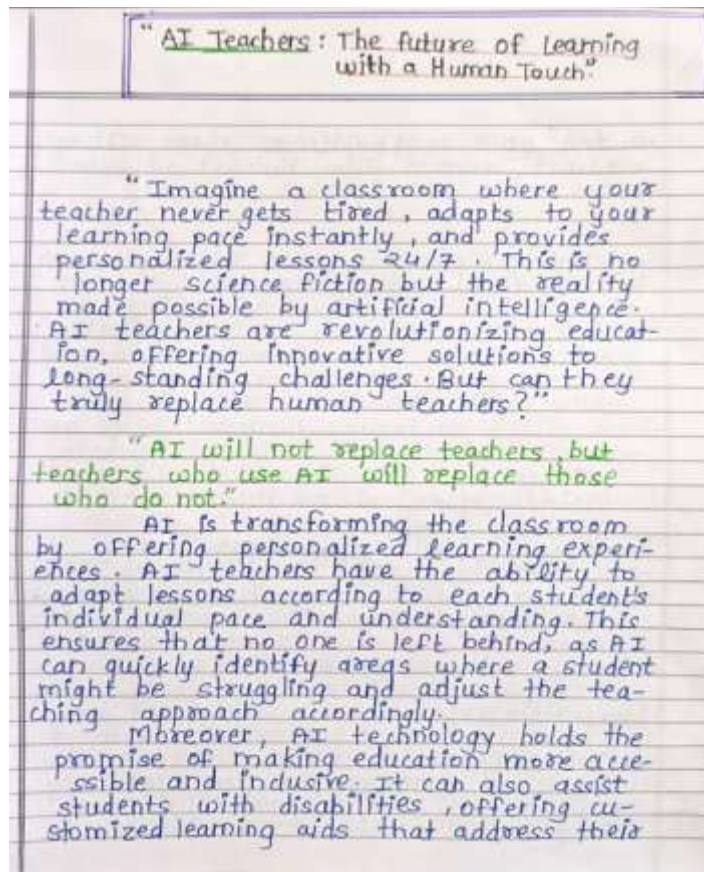 "AI Teachers: The future of Learning
with a Human Touch"
"Imagine a classroom where your
teacher never gets tired, adapts to your
learning pace instantly, and provides
personalized lessons 24/7. This is no
longer science fiction but the reality
made possible by artificial intelligence.
AI teachers are revolutionizing educat-
ion, offering innovative solutions to
long-standing challenges. But can they
truly replace human teachers?"
"AI will not replace teachers, but
teachers who use AI will replace those
who do not."
AI is transforming the classroom
by offering personalized learning experi-
ences. AI teachers have the ability to
adapt lessons according to each student's
individual pace and understanding. This
ensures that no one is left behind, as AI
can quickly identify areas where a student
might be struggling and adjust the tea-
ching approach accordingly.
Moreover, AI technology holds the
promise of making education more acce-
ssible and inclusive. It can also assist
students with disabilities, offering cu-
stomized learning aids that address their